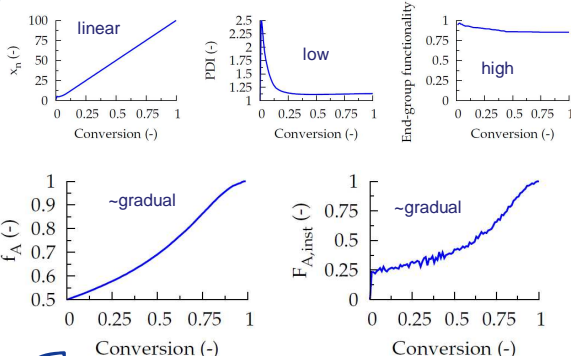 x_n (-)
100
75
50
25
0
linear
0 0.25 0.5 0.75 1
Conversion (-)
PDI (-)
2.5
2.25
2
1.75
1.5
1.25
1
low
0 0.25 0.5 0.75 1
Conversion (-)
End-group functionality
1
0.75
0.5
0.25
0
high
0 0.25 0.5 0.75 1
Conversion (-)
f_A (-)
1
0.9
0.8
0.7
0.6
0.5
~gradual
0 0.25 0.5 0.75 1
Conversion (-)
F_A,inst (-)
1
0.75
0.5
0.25
0
~gradual
0 0.25 0.5 0.75 1
Conversion (-)